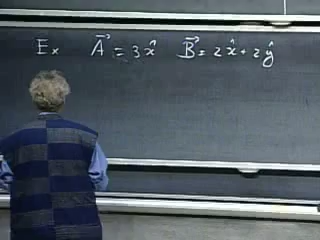 Ex A⃗ = 3x̂ B⃗ = 2x̂ + 2ŷ